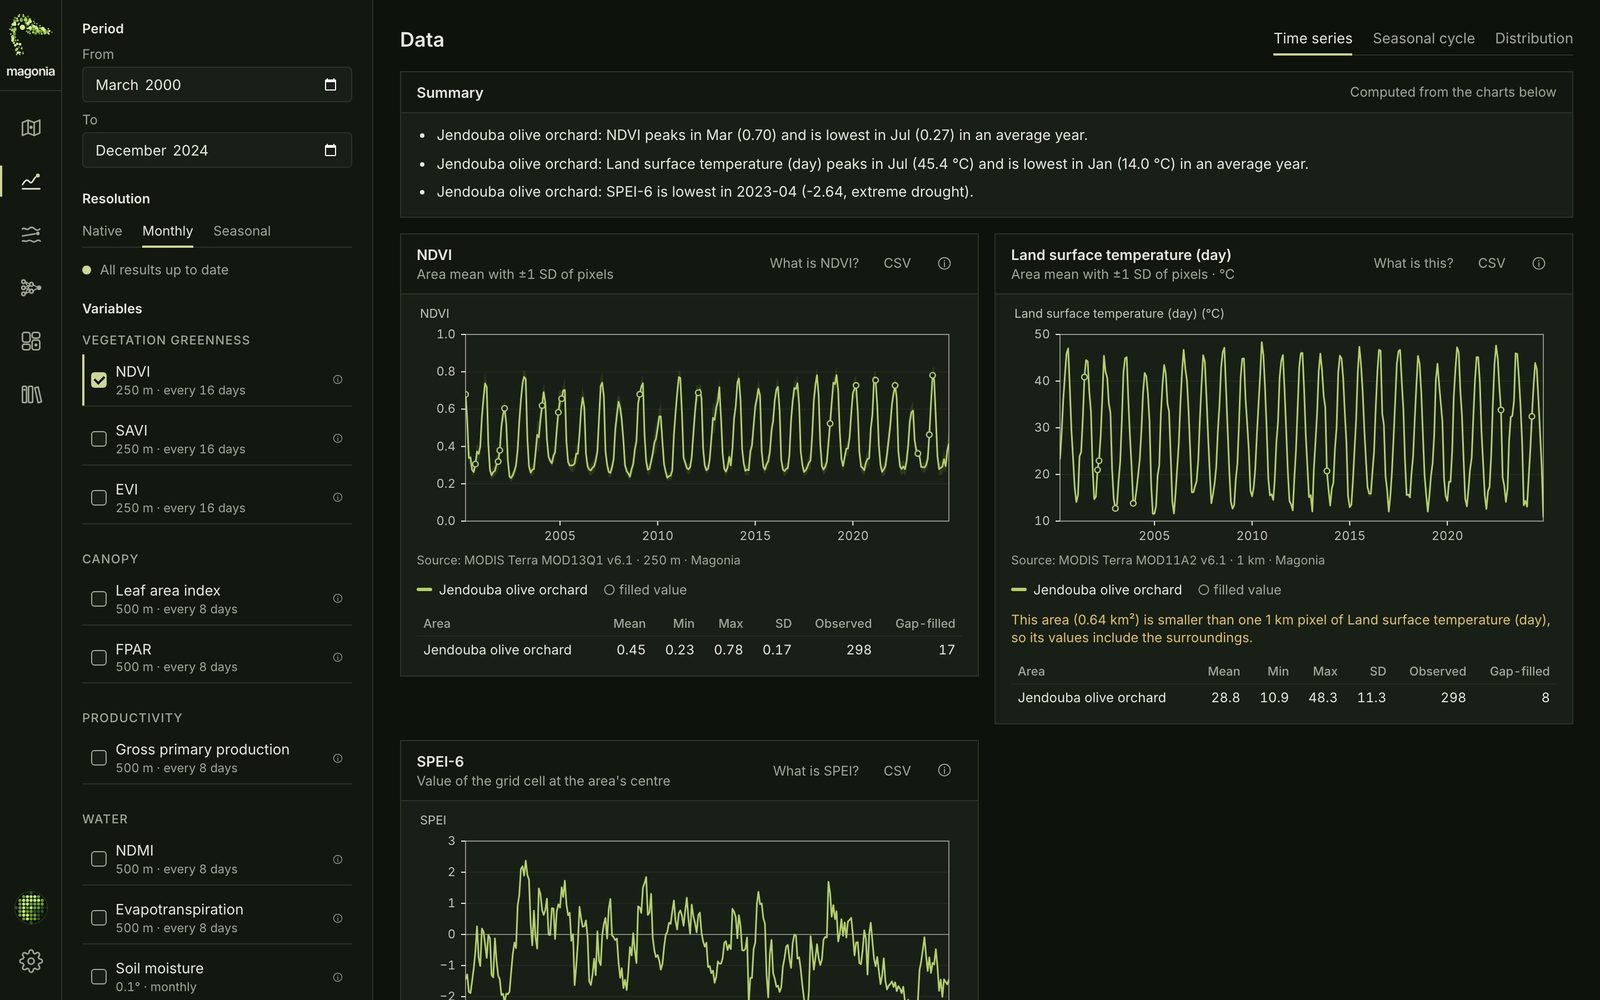 magonia
Period
From
March 2000
To
December 2024
Resolution
Native Monthly Seasonal
All results up to date
Variables
VEGETATION GREENNESS
NDVI
250 m · every 16 days
SAVI
250 m · every 16 days
EVI
250 m · every 16 days
CANOPY
Leaf area index
500 m · every 8 days
FPAR
500 m · every 8 days
PRODUCTIVITY
Gross primary production
500 m · every 8 days
WATER
NDMI
500 m · every 8 days
Evapotranspiration
500 m · every 8 days
Soil moisture
0.1° · monthly
Data
Time series Seasonal cycle Distribution
Summary Computed from the charts below
• Jendouba olive orchard: NDVI peaks in Mar (0.70) and is lowest in Jul (0.27) in an average year.
• Jendouba olive orchard: Land surface temperature (day) peaks in Jul (45.4 °C) and is lowest in Jan (14.0 °C) in an average year.
• Jendouba olive orchard: SPEI-6 is lowest in 2023-04 (-2.64, extreme drought).
NDVI
Area mean with ±1 SD of pixels
What is NDVI? CSV
NDVI
1.0
0.8
0.6
0.4
0.2
0.0
2005 2010 2015 2020
Source: MODIS Terra MOD13Q1 v6.1 · 250 m · Magonia
Jendouba olive orchard filled value
Area Mean Min Max SD Observed Gap-filled
Jendouba olive orchard 0.45 0.23 0.78 0.17 298 17
Land surface temperature (day)
Area mean with ±1 SD of pixels · °C
What is this? CSV
Land surface temperature (day) (°C)
50
40
30
20
10
2005 2010 2015 2020
Source: MODIS Terra MOD11A2 v6.1 · 1 km · Magonia
Jendouba olive orchard filled value
This area (0.64 km²) is smaller than one 1 km pixel of Land surface temperature (day),
so its values include the surroundings.
Area Mean Min Max SD Observed Gap-filled
Jendouba olive orchard 28.8 10.9 48.3 11.3 298 8
SPEI-6
Value of the grid cell at the area's centre
What is SPEI? CSV
SPEI
3
2
1
0
−1
−2